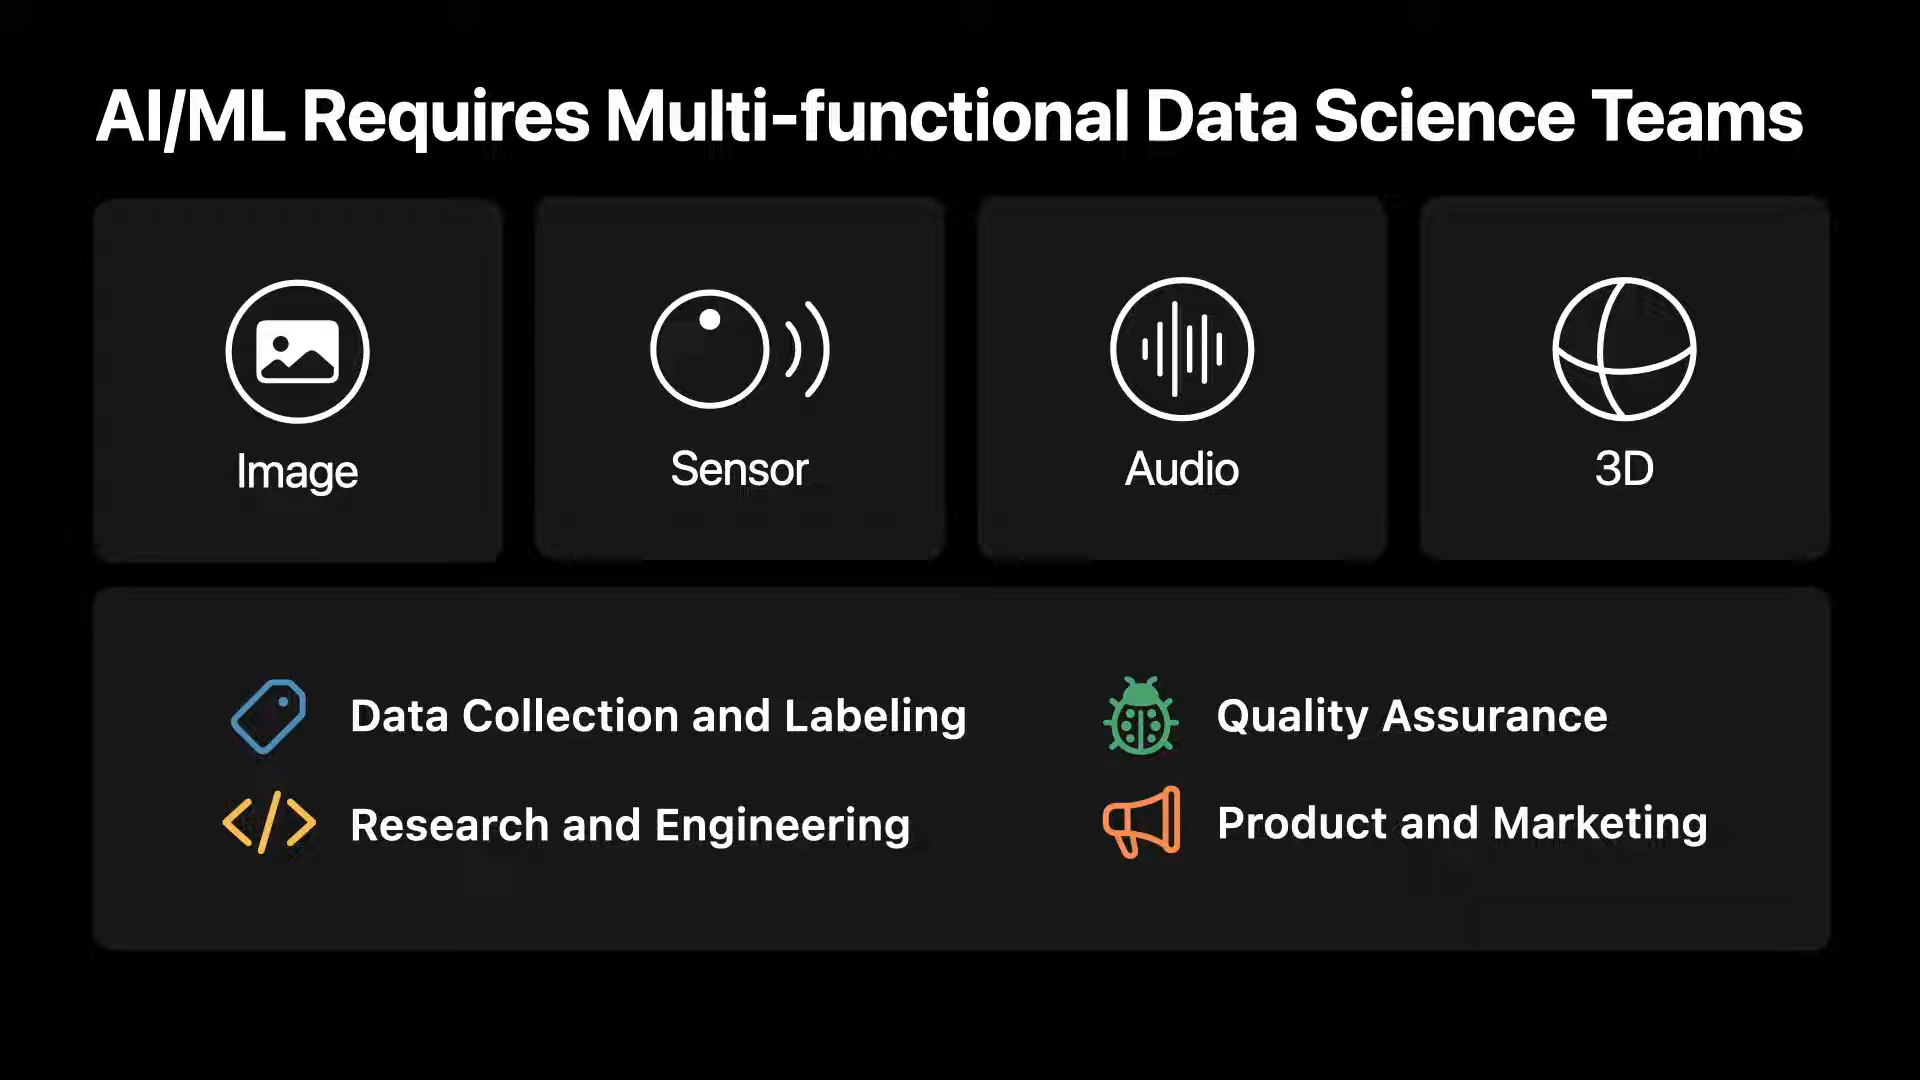 AI/ML Requires Multi-functional Data Science Teams
Image
Sensor
Audio
3D
Data Collection and Labeling
Quality Assurance
Research and Engineering
Product and Marketing